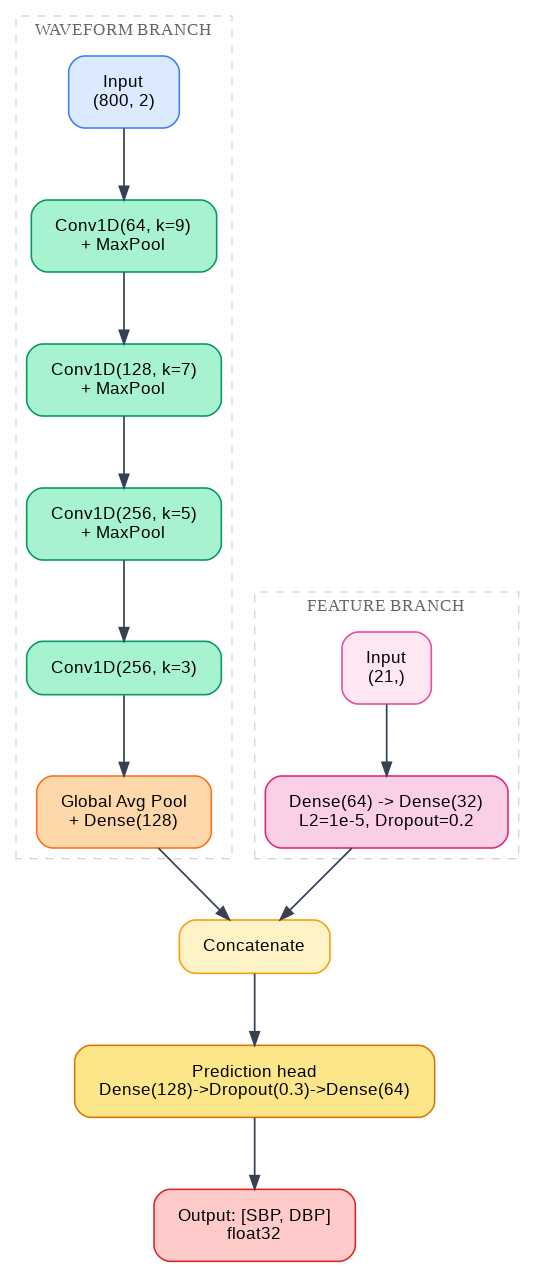 WAVEFORM BRANCH
Input
(800, 2)
Conv1D(64, k=9)
+ MaxPool
Conv1D(128, k=7)
+ MaxPool
Conv1D(256, k=5)
+ MaxPool
Conv1D(256, k=3)
Global Avg Pool
+ Dense(128)
FEATURE BRANCH
Input
(21,)
Dense(64) -> Dense(32)
L2=1e-5, Dropout=0.2
Concatenate
Prediction head
Dense(128)->Dropout(0.3)->Dense(64)
Output: [SBP, DBP]
float32